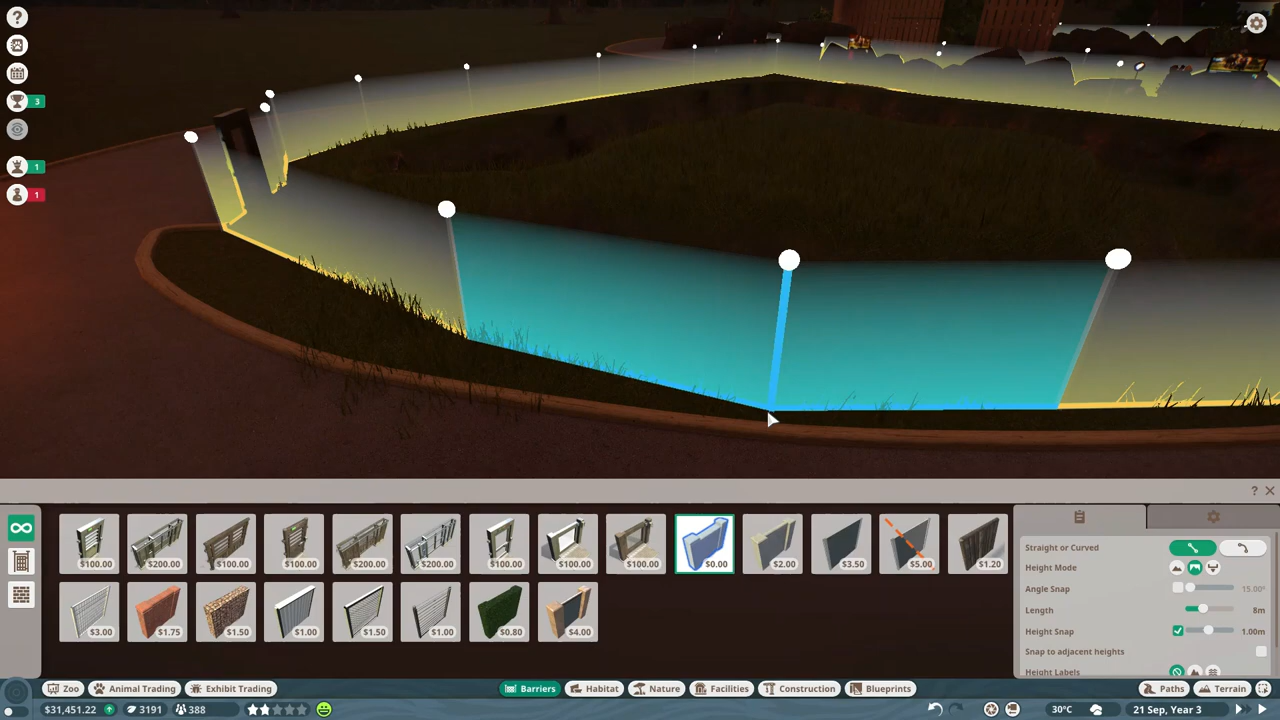 ?
3
1
1
? ×
$100.00 $200.00 $100.00 $100.00 $200.00 $200.00 $100.00 $100.00 $100.00 $0.00 $2.00 $3.50 $5.00 $1.20
$3.00 $1.75 $1.50 $1.00 $1.50 $1.00 $0.80 $4.00
Straight or Curved
Height Mode
Angle Snap 15.00°
Length 8m
Height Snap 1.00m
Snap to adjacent heights
Height Labels
Zoo Animal Trading Exhibit Trading Barriers Habitat Nature Facilities Construction Blueprints Paths Terrain
$31,451.22 3191 388 30°C 21 Sep, Year 3